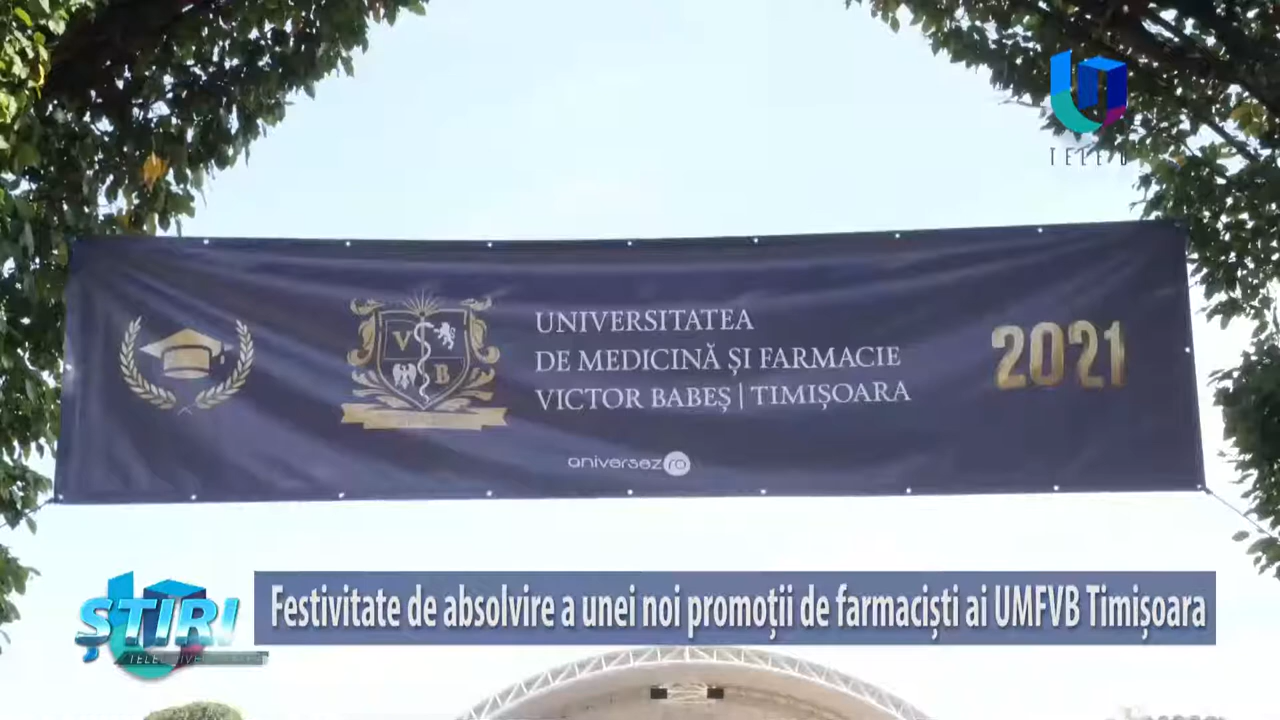 TELE U
UNIVERSITATEA
DE MEDICINĂ ȘI FARMACIE
VICTOR BABEȘ | TIMIȘOARA
2021
V
B
aniversez.ro
ȘTIRI
Festivitate de absolvire a unei noi promoții de farmaciști ai UMFVB Timișoara